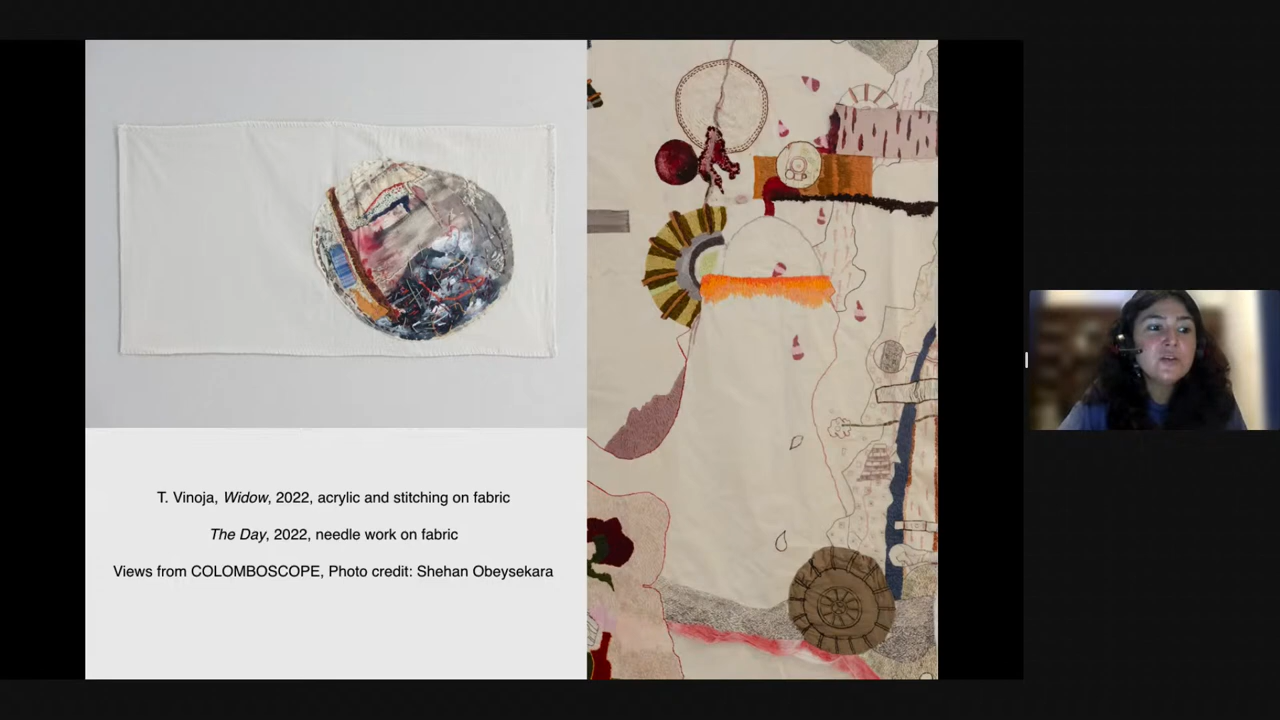 T. Vinoja, Widow, 2022, acrylic and stitching on fabric
The Day, 2022, needle work on fabric
Views from COLOMBOSCOPE, Photo credit: Shehan Obeysekara